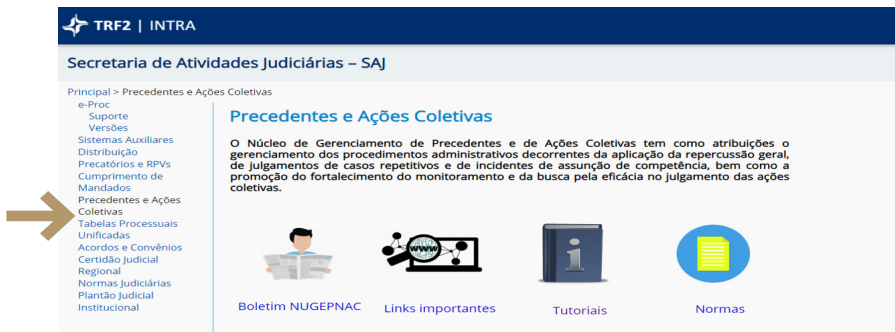 TRF2 | INTRA
Secretaria de Atividades Judiciárias – SAJ
Principal > Precedentes e Ações Coletivas
e-Proc
Suporte
Versões
Sistemas Auxiliares
Distribuição
Precatórios e RPVs
Cumprimento de
Mandados
Precedentes e Ações
Coletivas
Tabelas Processuais
Unificadas
Acordos e Convênios
Certidão Judicial
Regional
Normas Judiciárias
Plantão Judicial
Institucional
Precedentes e Ações Coletivas
O Núcleo de Gerenciamento de Precedentes e de Ações Coletivas tem como atribuições o
gerenciamento dos procedimentos administrativos decorrentes da aplicação da repercussão geral,
de julgamentos de casos repetitivos e de incidentes de assunção de competência, bem como a
promoção do fortalecimento do monitoramento e da busca pela eficácia no julgamento das ações
coletivas.
www
i
Boletim NUGEPNAC
Links importantes
Tutoriais
Normas